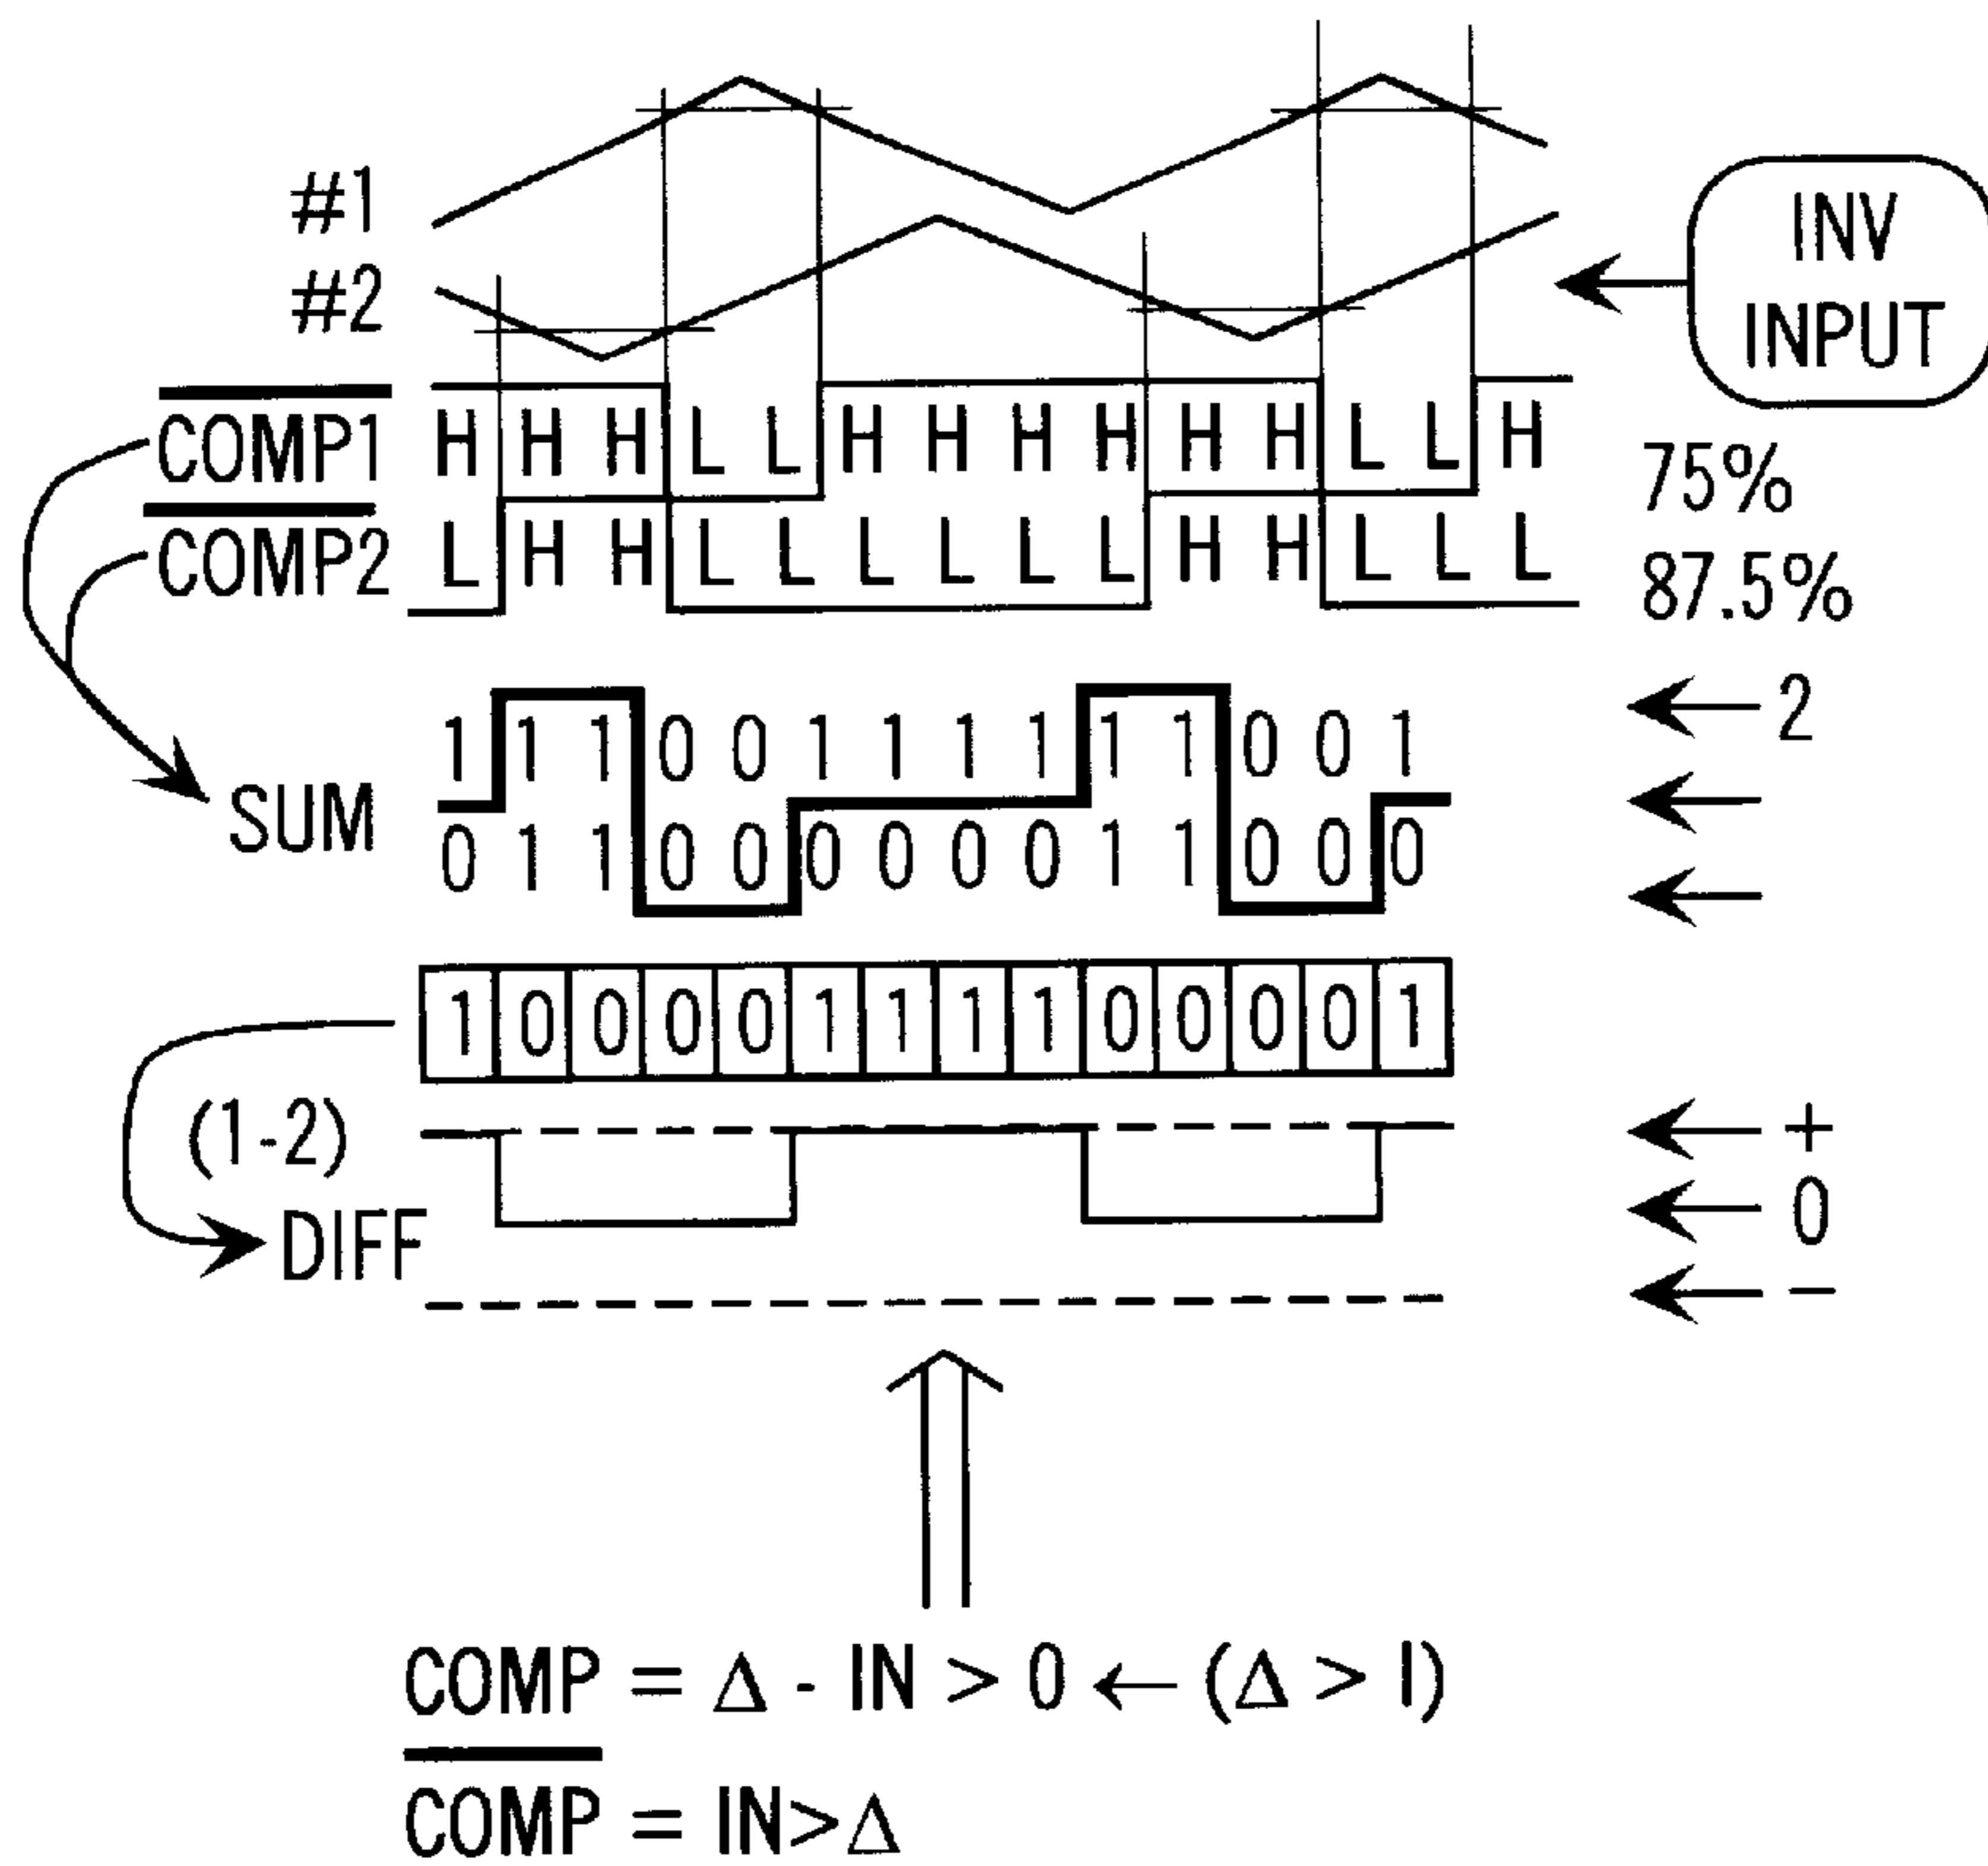 #1
#2
INV
INPUT
COMP1 H H H L L H H H H H H L L H 75%
COMP2 L H H L L L L L L H H L L L 87.5%
1 1 1 0 0 1 1 1 1 1 1 0 0 1 2
SUM
0 1 1 0 0 0 0 0 0 1 1 0 0 0
1 0 0 0 0 1 1 1 1 0 0 0 0 1
(1-2) +
0
DIFF
−
COMP = Δ - IN > 0 ← (Δ > I)
COMP = IN>Δ